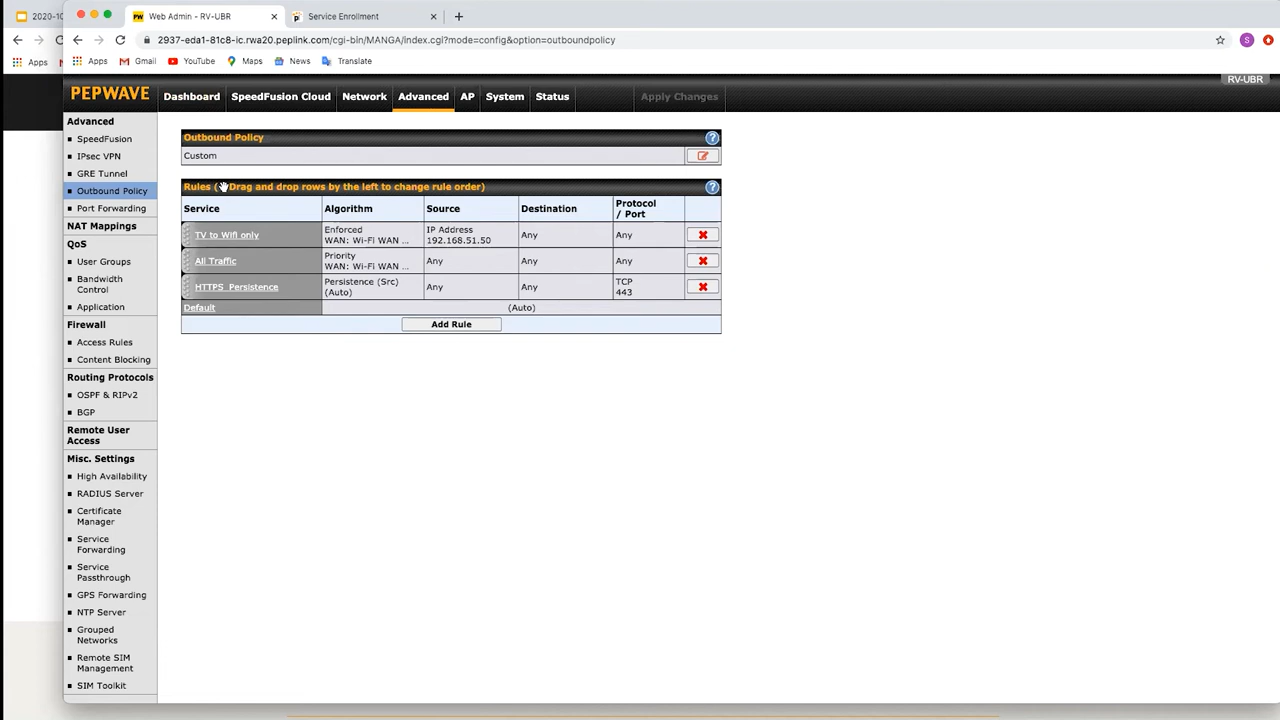 2020-10
Web Admin - RV-UBR
Service Enrollment
2937-eda1-81c8-ic.rwa20.peplink.com/cgi-bin/MANGA/index.cgi?mode=config&option=outboundpolicy
S
Apps
Apps
Gmail
YouTube
Maps
News
Translate
RV-UBR
PEPWAVE
Dashboard
SpeedFusion Cloud
Network
Advanced
AP
System
Status
Apply Changes
Advanced
SpeedFusion
IPsec VPN
GRE Tunnel
Outbound Policy
Port Forwarding
NAT Mappings
QoS
User Groups
Bandwidth
Control
Application
Firewall
Access Rules
Content Blocking
Routing Protocols
OSPF & RIPv2
BGP
Remote User
Access
Misc. Settings
High Availability
RADIUS Server
Certificate
Manager
Service
Forwarding
Service
Passthrough
GPS Forwarding
NTP Server
Grouped
Networks
Remote SIM
Management
SIM Toolkit
Outbound Policy
Custom
Rules ( Drag and drop rows by the left to change rule order)
Service Algorithm Source Destination Protocol
/ Port
TV to Wifi only Enforced IP Address Any Any
WAN: Wi-Fi WAN ... 192.168.51.50
All Traffic Priority Any Any Any
WAN: Wi-Fi WAN ...
HTTPS_Persistence Persistence (Src) Any Any TCP
(Auto) 443
Default (Auto)
Add Rule